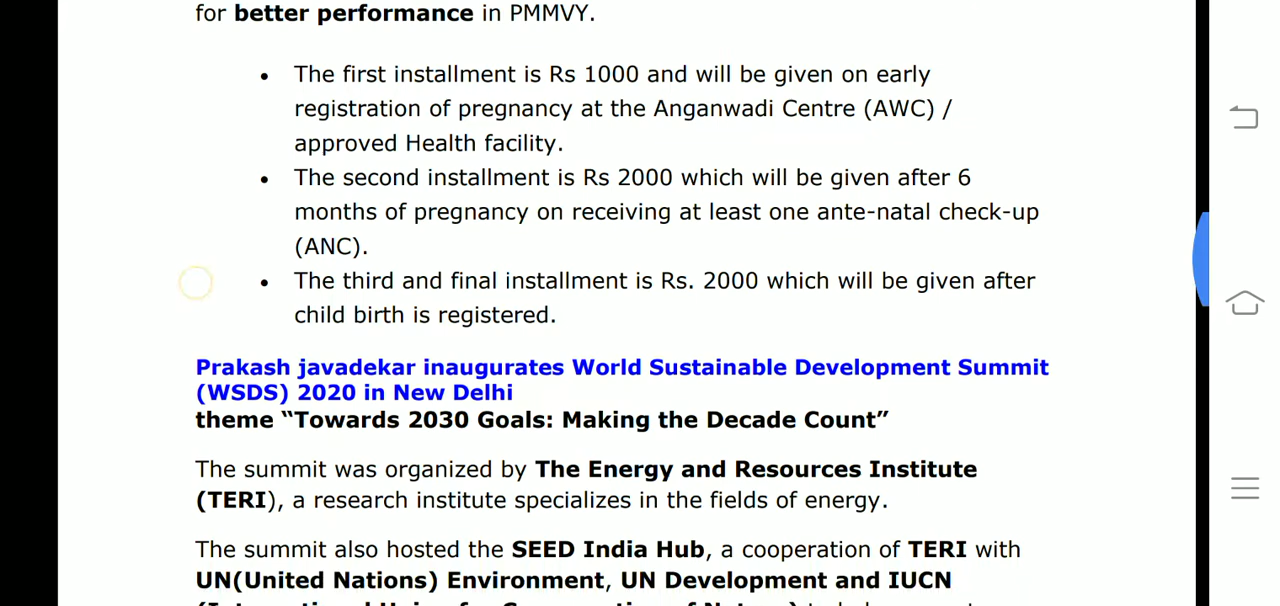 for better performance in PMMVY.
• The first installment is Rs 1000 and will be given on early
registration of pregnancy at the Anganwadi Centre (AWC) /
approved Health facility.
• The second installment is Rs 2000 which will be given after 6
months of pregnancy on receiving at least one ante-natal check-up
(ANC).
• The third and final installment is Rs. 2000 which will be given after
child birth is registered.
Prakash javadekar inaugurates World Sustainable Development Summit
(WSDS) 2020 in New Delhi
theme “Towards 2030 Goals: Making the Decade Count”
The summit was organized by The Energy and Resources Institute
(TERI), a research institute specializes in the fields of energy.
The summit also hosted the SEED India Hub, a cooperation of TERI with
UN(United Nations) Environment, UN Development and IUCN